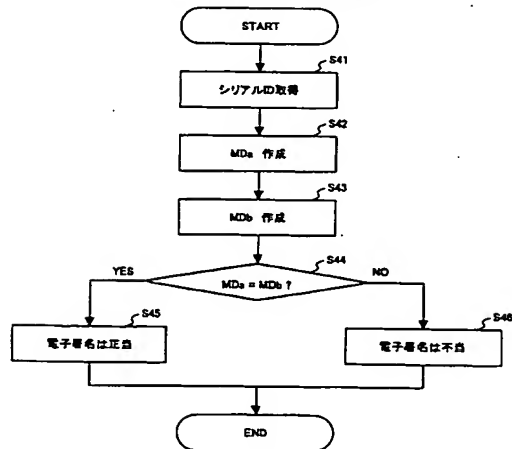 START
S41
シリアルID取得
S42
MDa 作成
S43
MDb 作成
S44
YES
MDa = MDb ?
NO
S45
電子署名は正当
S46
電子署名は不当
END